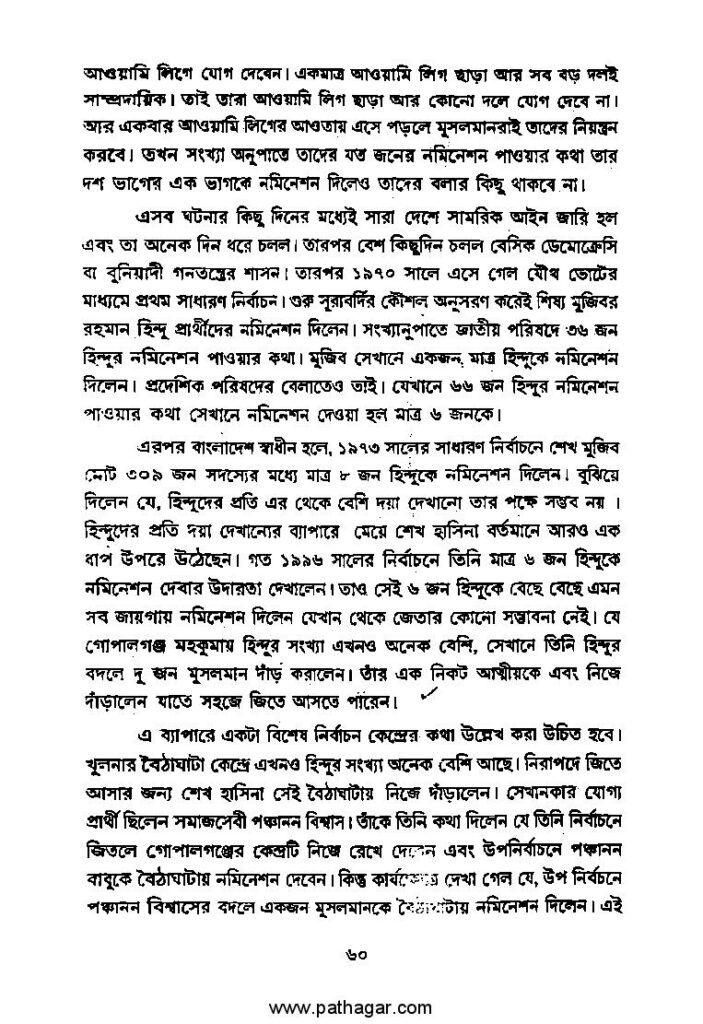 আওয়ামি লিগে যোগ দেবেন। একমাত্র আওয়ামি লিগ ছাড়া আর সব বড় দলই
সাম্প্রদায়িক। তাই তারা আওয়ামি লিগ ছাড়া আর কোনো দলে যোগ দেবে না।
আর একবার আওয়ামি লিগের আওতায় এসে পড়লে মুসলমানরাই তাদের নিয়ন্ত্রন
করবে। তখন সংখ্যা অনুপাতে তাদের যত জনের নমিনেশন পাওয়ার কথা তার
দশ ভাগের এক ভাগকে নমিনেশন দিলেও তাদের বলার কিছু থাকবে না।
এসব ঘটনার কিছু দিনের মধ্যেই সারা দেশে সামরিক আইন জারি হল
এবং তা অনেক দিন ধরে চলল। তারপর বেশ কিছুদিন চলল বেসিক ডেমোক্রেসি
বা বুনিয়াদী গনতন্ত্রের শাসন। তারপর ১৯৭০ সালে এসে গেল যৌথ ভোটের
মাধ্যমে প্রথম সাধারণ নির্বাচন। গুরু সুরাবর্দির কৌশল অনুসরণ করেই শিষ্য মুজিবর
রহমান হিন্দু প্রার্থীদের নমিনেশন দিলেন। সংখ্যানুপাতে জাতীয় পরিষদে ৩৬ জন
হিন্দুর নমিনেশন পাওয়ার কথা। মুজিব সেখানে একজন মাত্র হিন্দুকে নমিনেশন
দিলেন। প্রদেশিক পরিষদের বেলাতেও তাই। যেখানে ৬৬ জন হিন্দুর নমিনেশন
পাওয়ার কথা সেখানে নমিনেশন দেওয়া হল মাত্র ৬ জনকে।
এরপর বাংলাদেশ স্বাধীন হলে, ১৯৭৩ সালের সাধারণ নির্বাচনে শেখ মুজিব
মোট ৩০৯ জন সদস্যের মধ্যে মাত্র ৮ জন হিন্দুকে নমিনেশন দিলেন। বুঝিয়ে
দিলেন যে, হিন্দুদের প্রতি এর থেকে বেশি দয়া দেখানো তার পক্ষে সম্ভব নয় ।
হিন্দুদের প্রতি দয়া দেখান্যের ব্যাপারে মেয়ে শেখ হাসিনা বর্তমানে আরও এক
ধাপ উপরে উঠেছেন। গত ১৯৯৬ সালের নির্বাচনে তিনি মাত্র ৬ জন হিন্দুকে
নমিনেশন দেবার উদারতা দেখালেন। তাও সেই ৬ জন হিন্দুকে বেছে বেছে এমন
সব জায়গায় নমিনেশন দিলেন যেখান থেকে জেতার কোনো সম্ভাবনা নেই। যে
গোপালগঞ্জ মহকুমায় হিন্দুর সংখ্যা এখনও অনেক বেশি, সেখানে তিনি হিন্দুর
বদলে দু জন মুসলমান দাঁড় করালেন। তাঁর এক নিকট আত্মীয়কে এবং নিজে
দাঁড়ালেন যাতে সহজে জিতে আসতে পারেন।
এ ব্যাপারে একটা বিশেষ নির্বাচন কেন্দ্রের কথা উল্লেখ করা উচিত হবে।
খুলনার বৈঠাঘাটা কেন্দ্রে এখনও হিন্দুর সংখ্যা অনেক বেশি আছে। নিরাপদে জিতে
আসার জন্য শেখ হাসিনা সেই বৈঠাঘাটায় নিজে দাঁড়ালেন। সেখানকার যোগ্য
প্রার্থী ছিলেন সমাজসেবী পঞ্চানন বিশ্বাস। তাঁকে তিনি কথা দিলেন যে তিনি নির্বাচনে
জিতলে গোপালগঞ্জের কেন্দ্রটি নিজে রেখে দেবেন এবং উপনির্বাচনে পঞ্চানন
বাবুকে বৈঠাঘাটায় নমিনেশন দেবেন। কিন্তু কার্যক্ষেত্রে দেখা গেল যে, উপ নির্বাচনে
পঞ্চানন বিশ্বাসের বদলে একজন মুসলমানকে বৈঠাঘাটায় নমিনেশন দিলেন। এই
৬০
www.pathagar.com